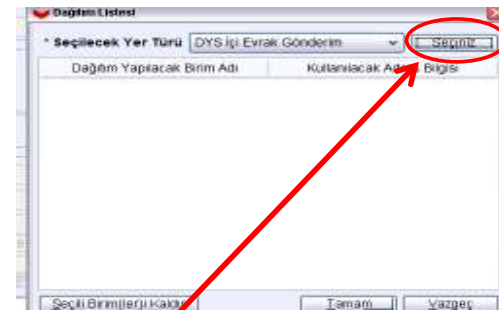 Dağıtım Listesi
* Seçilecek Yer Türü DYS İçi Evrak Gönderim Seçiniz
Dağıtım Yapılacak Birim Adı Kullanılacak Adres Bilgisi
Seçili Birim(ler)i Kaldır Tamam Vazgeç